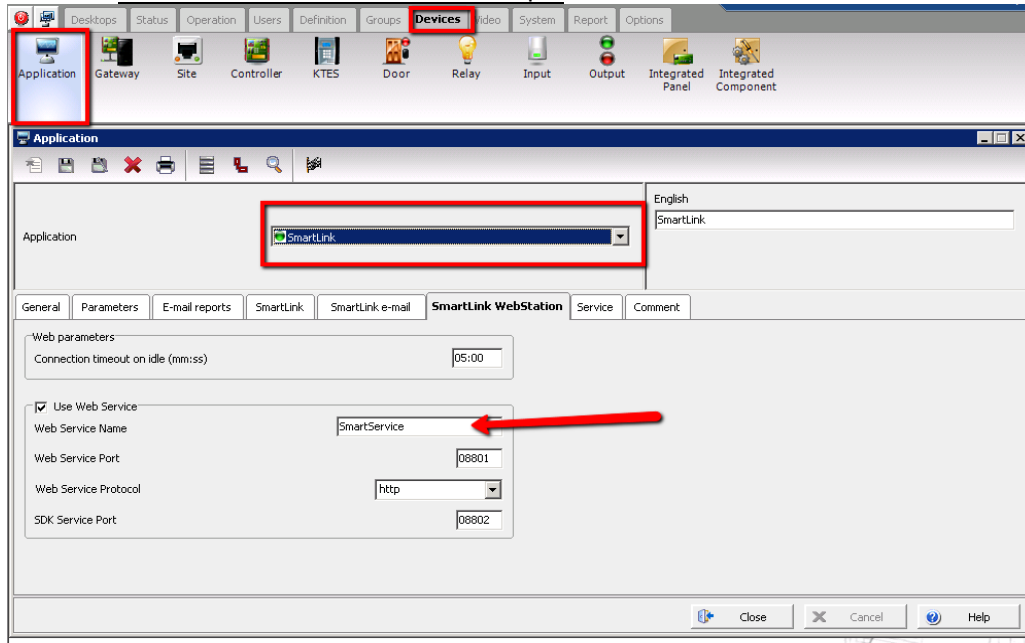 Desktops Status Operation Users Definition Groups Devices Video System Report Options
Application Gateway Site Controller KTES Door Relay Input Output Integrated Panel Integrated Component
Application
English
SmartLink
Application SmartLink
General Parameters E-mail reports SmartLink SmartLink e-mail SmartLink WebStation Service Comment
Web parameters
Connection timeout on idle (mm:ss) 05:00
Use Web Service
Web Service Name SmartService
Web Service Port 08801
Web Service Protocol http
SDK Service Port 08802
Close Cancel Help